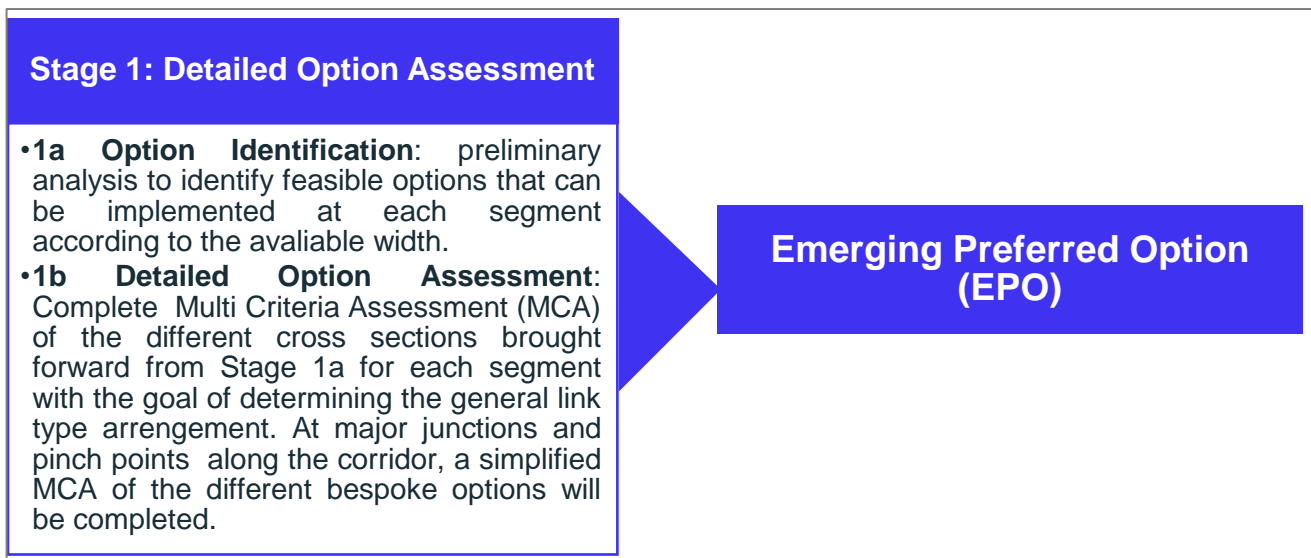 Stage 1: Detailed Option Assessment
•1a Option Identification: preliminary
analysis to identify feasible options that can
be implemented at each segment
according to the avaliable width.
•1b Detailed Option Assessment:
Complete Multi Criteria Assessment (MCA)
of the different cross sections brought
forward from Stage 1a for each segment
with the goal of determining the general link
type arrengement. At major junctions and
pinch points along the corridor, a simplified
MCA of the different bespoke options will
be completed.
Emerging Preferred Option
(EPO)